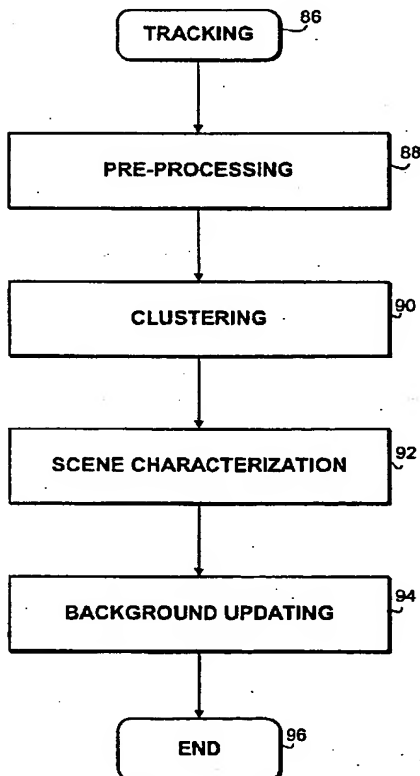 TRACKING
86
PRE-PROCESSING
88
CLUSTERING
90
SCENE CHARACTERIZATION
92
BACKGROUND UPDATING
94
END
96